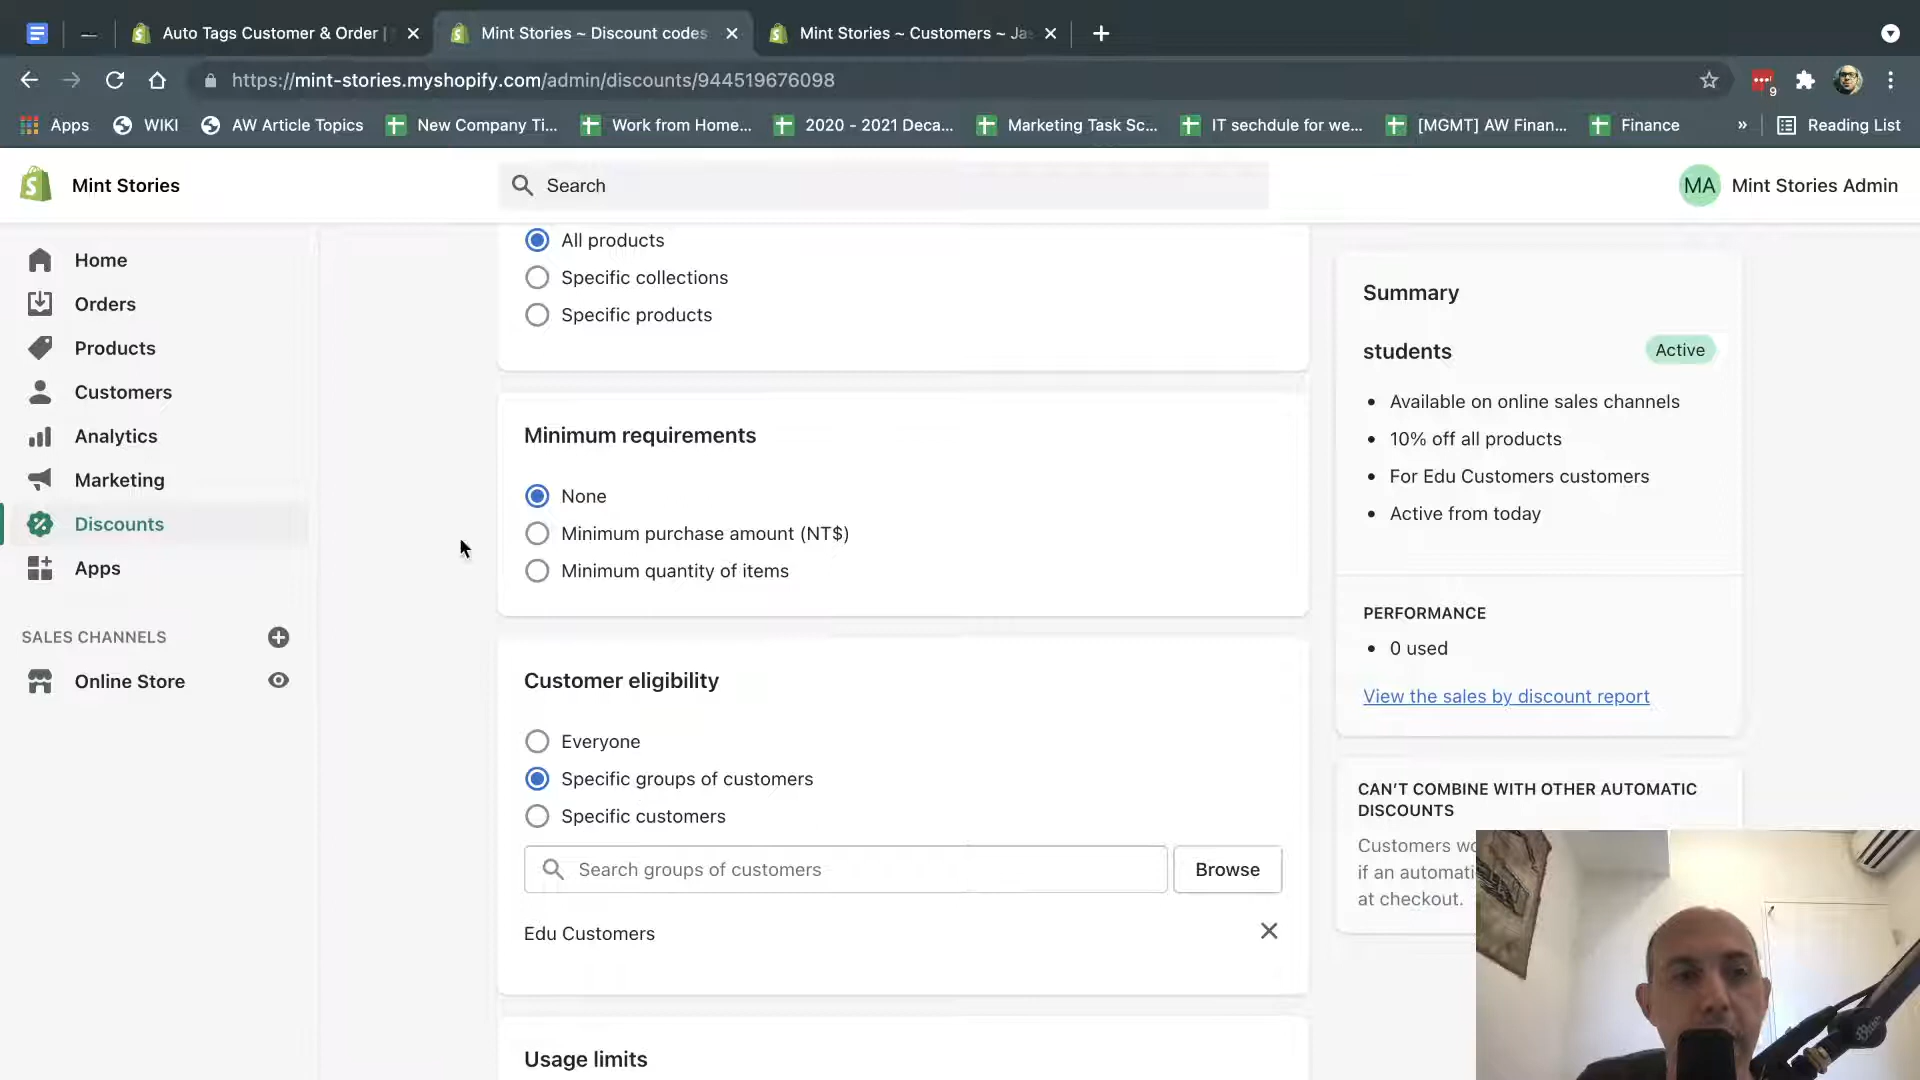 Auto Tags Customer & Order |
Mint Stories ~ Discount codes
Mint Stories ~ Customers ~ Ja
https://mint-stories.myshopify.com/admin/discounts/944519676098
9
Apps
WIKI
AW Article Topics
New Company Ti...
Work from Home...
2020 - 2021 Deca...
Marketing Task Sc...
IT sechdule for we...
[MGMT] AW Finan...
Finance
»
Reading List
Mint Stories
Search
MA
Mint Stories Admin
Home
Orders
Products
Customers
Analytics
Marketing
Discounts
Apps
SALES CHANNELS
Online Store
All products
Specific collections
Specific products
Minimum requirements
None
Minimum purchase amount (NT$)
Minimum quantity of items
Customer eligibility
Everyone
Specific groups of customers
Specific customers
Search groups of customers
Browse
Edu Customers
Usage limits
Summary
students
Active
• Available on online sales channels
• 10% off all products
• For Edu Customers customers
• Active from today
PERFORMANCE
• 0 used
View the sales by discount report
CAN'T COMBINE WITH OTHER AUTOMATIC
DISCOUNTS
Customers
if an
at checkout.